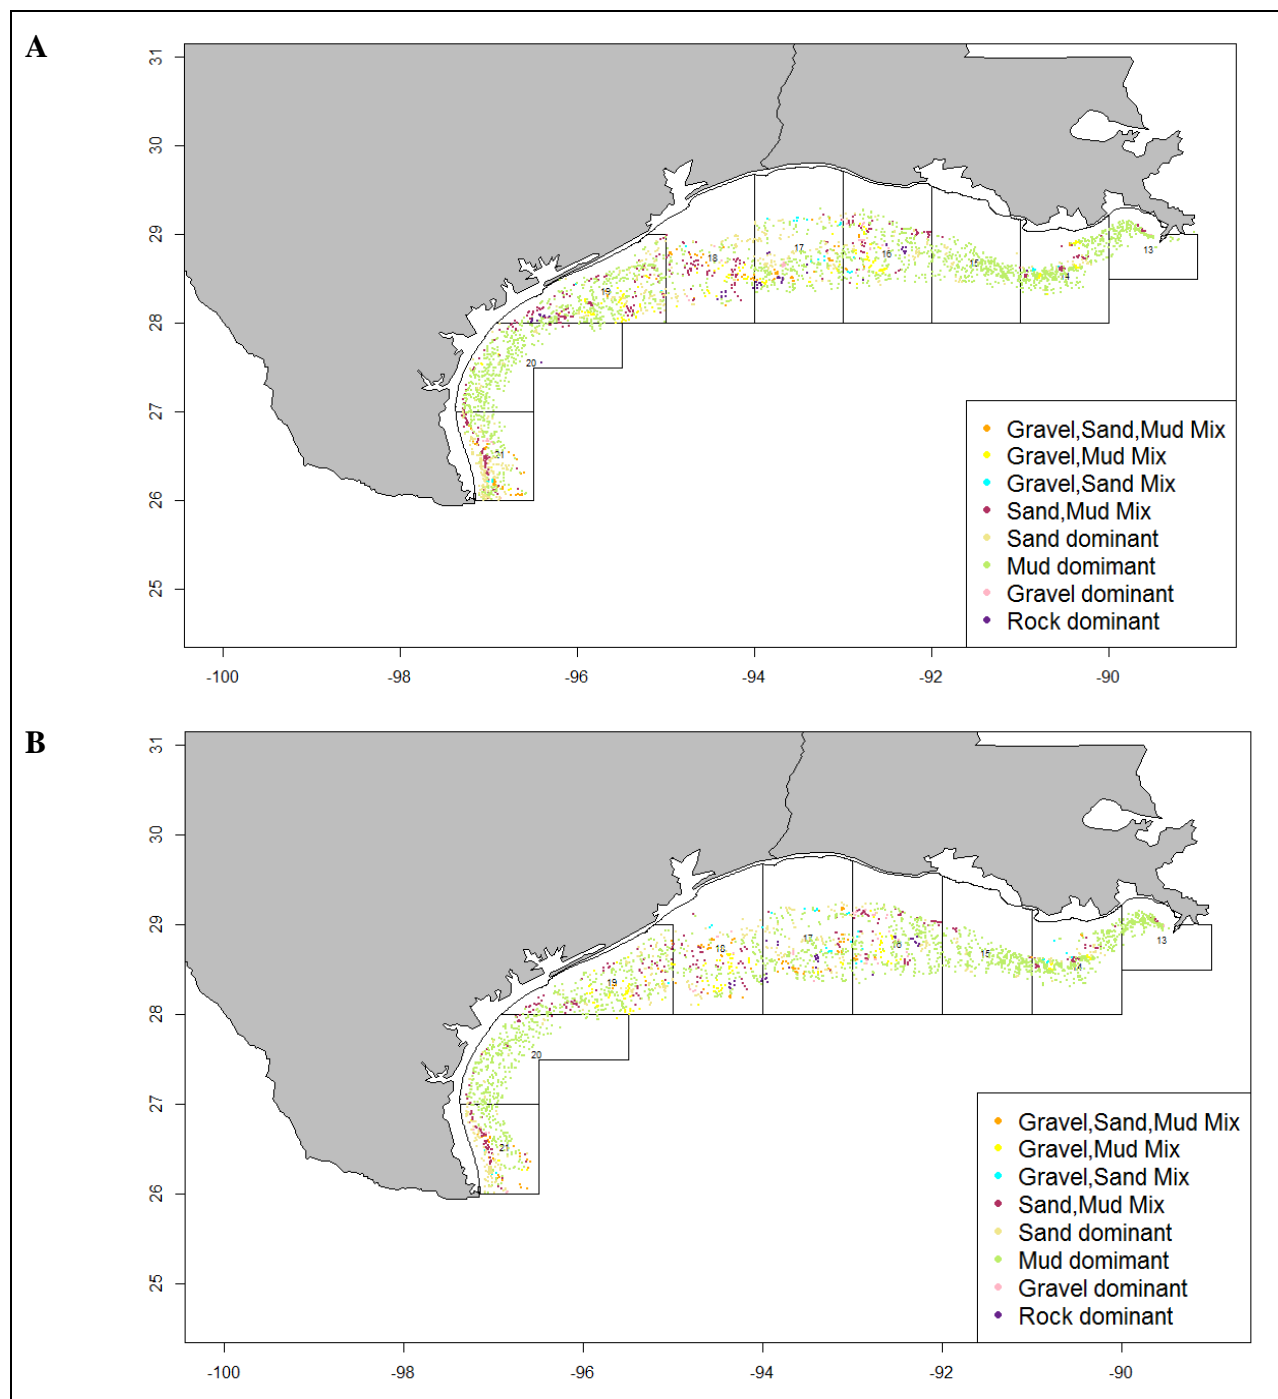 A
31
30
29
28
27
26
25
13
14
15
16
17
18
19
20
21
Gravel,Sand,Mud Mix
Gravel,Mud Mix
Gravel,Sand Mix
Sand,Mud Mix
Sand dominant
Mud domimant
Gravel dominant
Rock dominant
-100 -98 -96 -94 -92 -90
B
31
30
29
28
27
26
25
13
14
15
16
17
18
19
20
21
Gravel,Sand,Mud Mix
Gravel,Mud Mix
Gravel,Sand Mix
Sand,Mud Mix
Sand dominant
Mud domimant
Gravel dominant
Rock dominant
-100 -98 -96 -94 -92 -90